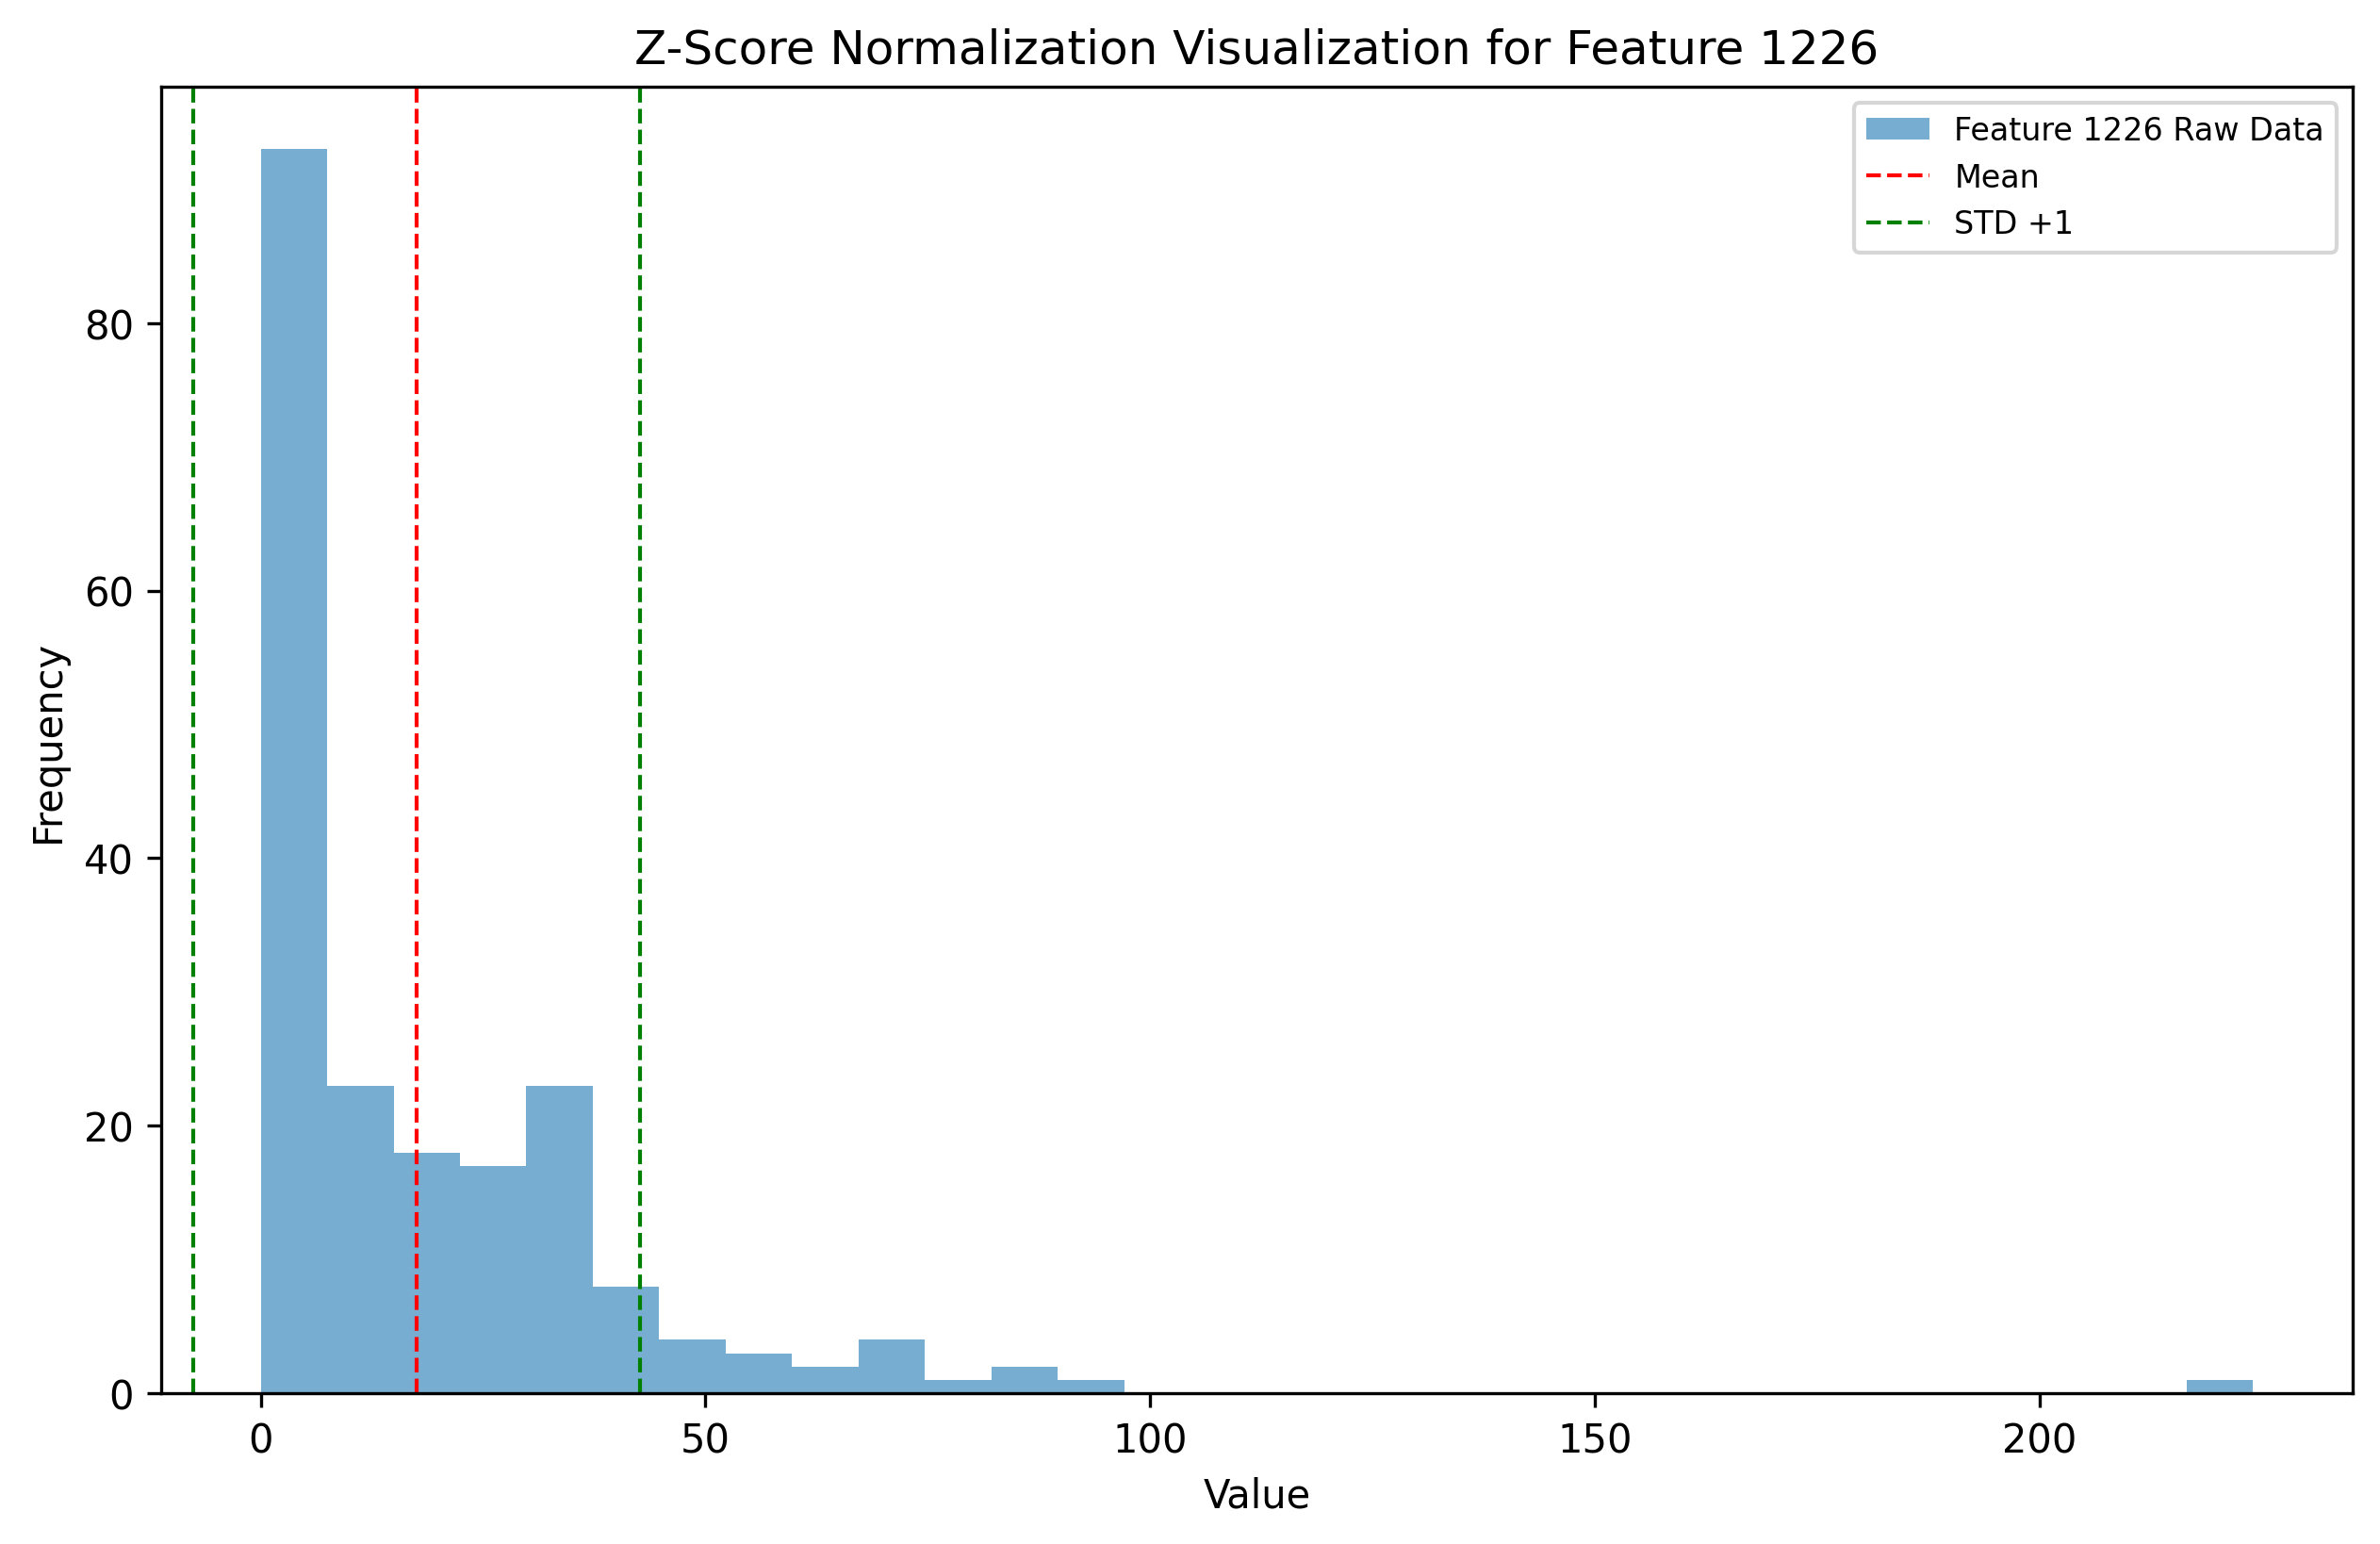 Z-Score Normalization Visualization for Feature 1226
Feature 1226 Raw Data
Mean
STD +1
80
60
40
20
0
Frequency
0 50 100 150 200
Value